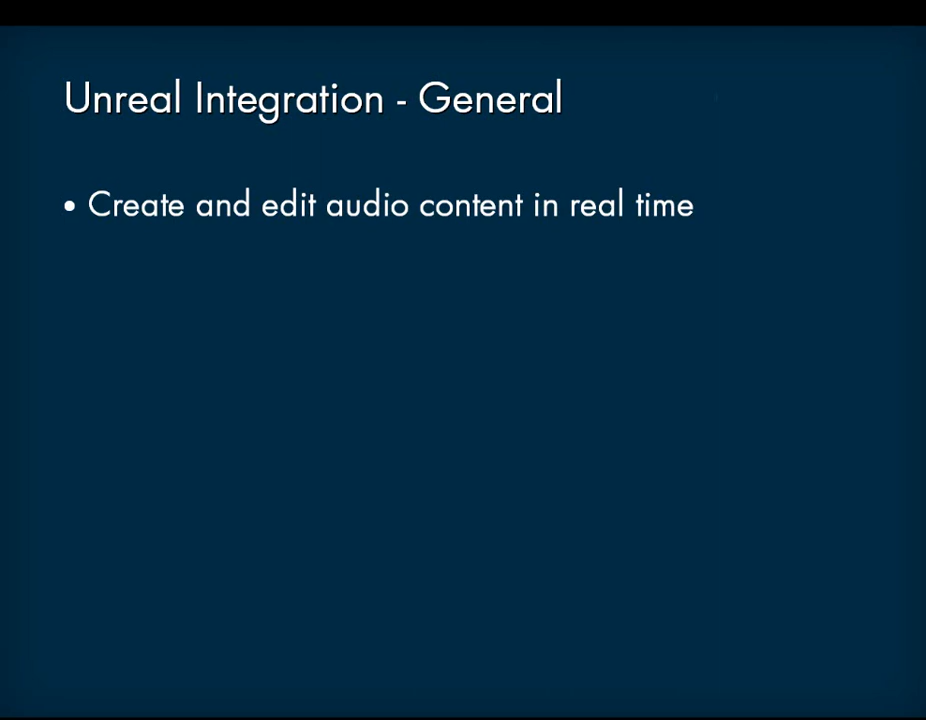 Unreal Integration - General
• Create and edit audio content in real time